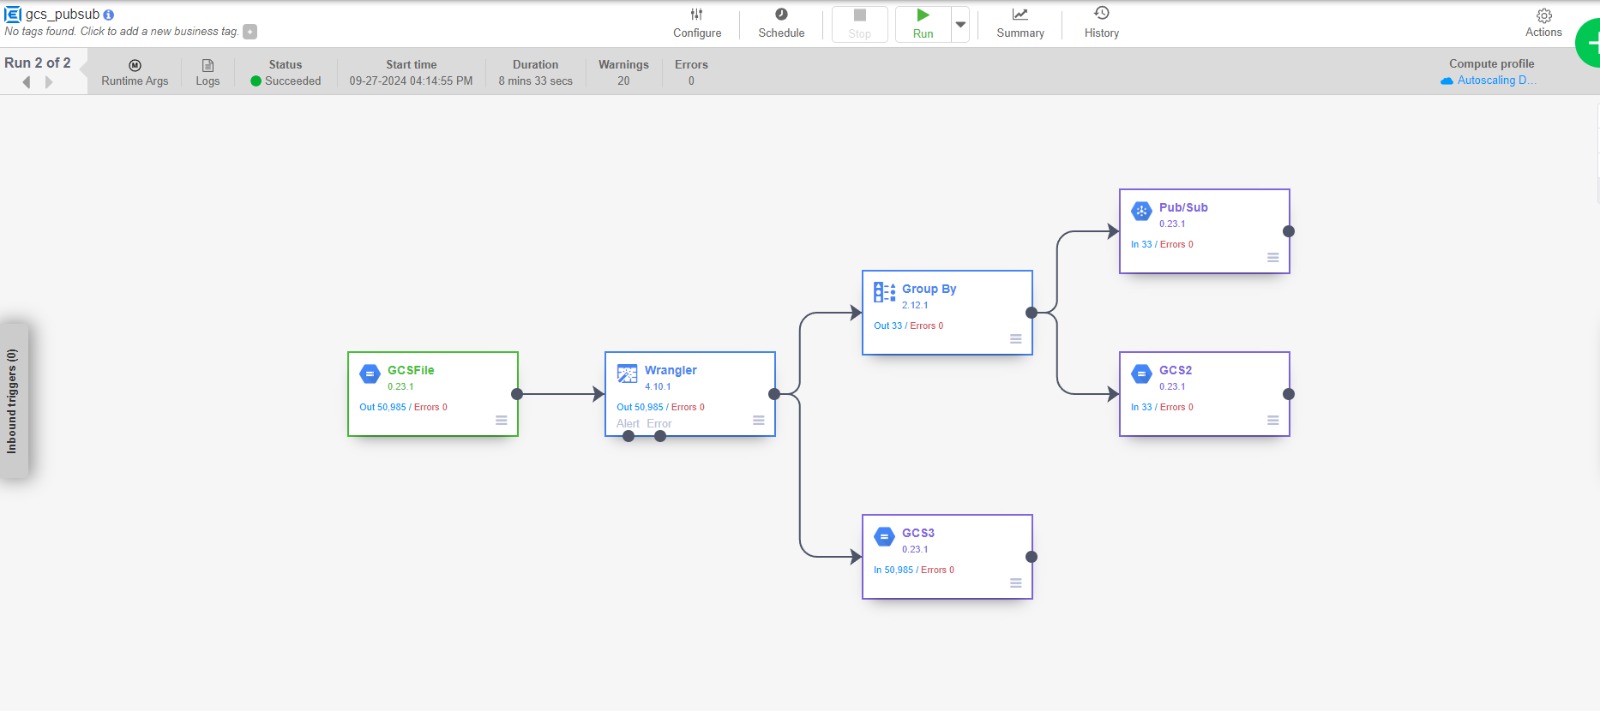 gcs_pubsub
No tags found. Click to add a new business tag.
Configure
Schedule
Stop
Run
Summary
History
Actions
Run 2 of 2
Runtime Args
Logs
Status
Succeeded
Start time
09-27-2024 04:14:55 PM
Duration
8 mins 33 secs
Warnings
20
Errors
0
Compute profile
Autoscaling D...
Inbound triggers (0)
GCSFile
0.23.1
Out 50,985 / Errors 0
Wrangler
4.10.1
Out 50,985 / Errors 0
Alert Error
Group By
2.12.1
Out 33 / Errors 0
Pub/Sub
0.23.1
In 33 / Errors 0
GCS2
0.23.1
In 33 / Errors 0
GCS3
0.23.1
In 50,985 / Errors 0